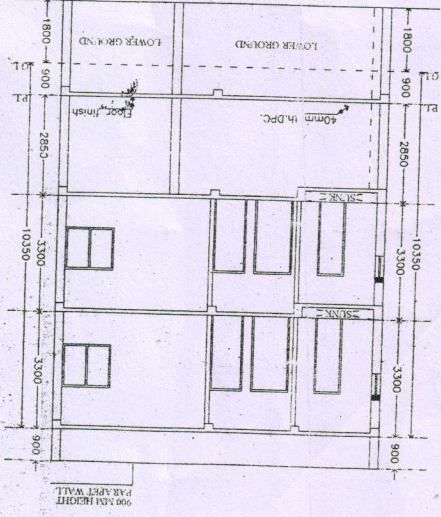 900 MM HEIGHT
PARAPET WALL
900
900
3300
3300
SUNK
10350
10350
3300
3300
SUNK
2850
2850
40mm th.DPC.
Floor finish
P.L
P.L
900
900
G.L
G.L
LOWER GROUND
LOWER GROUND
1800
1800